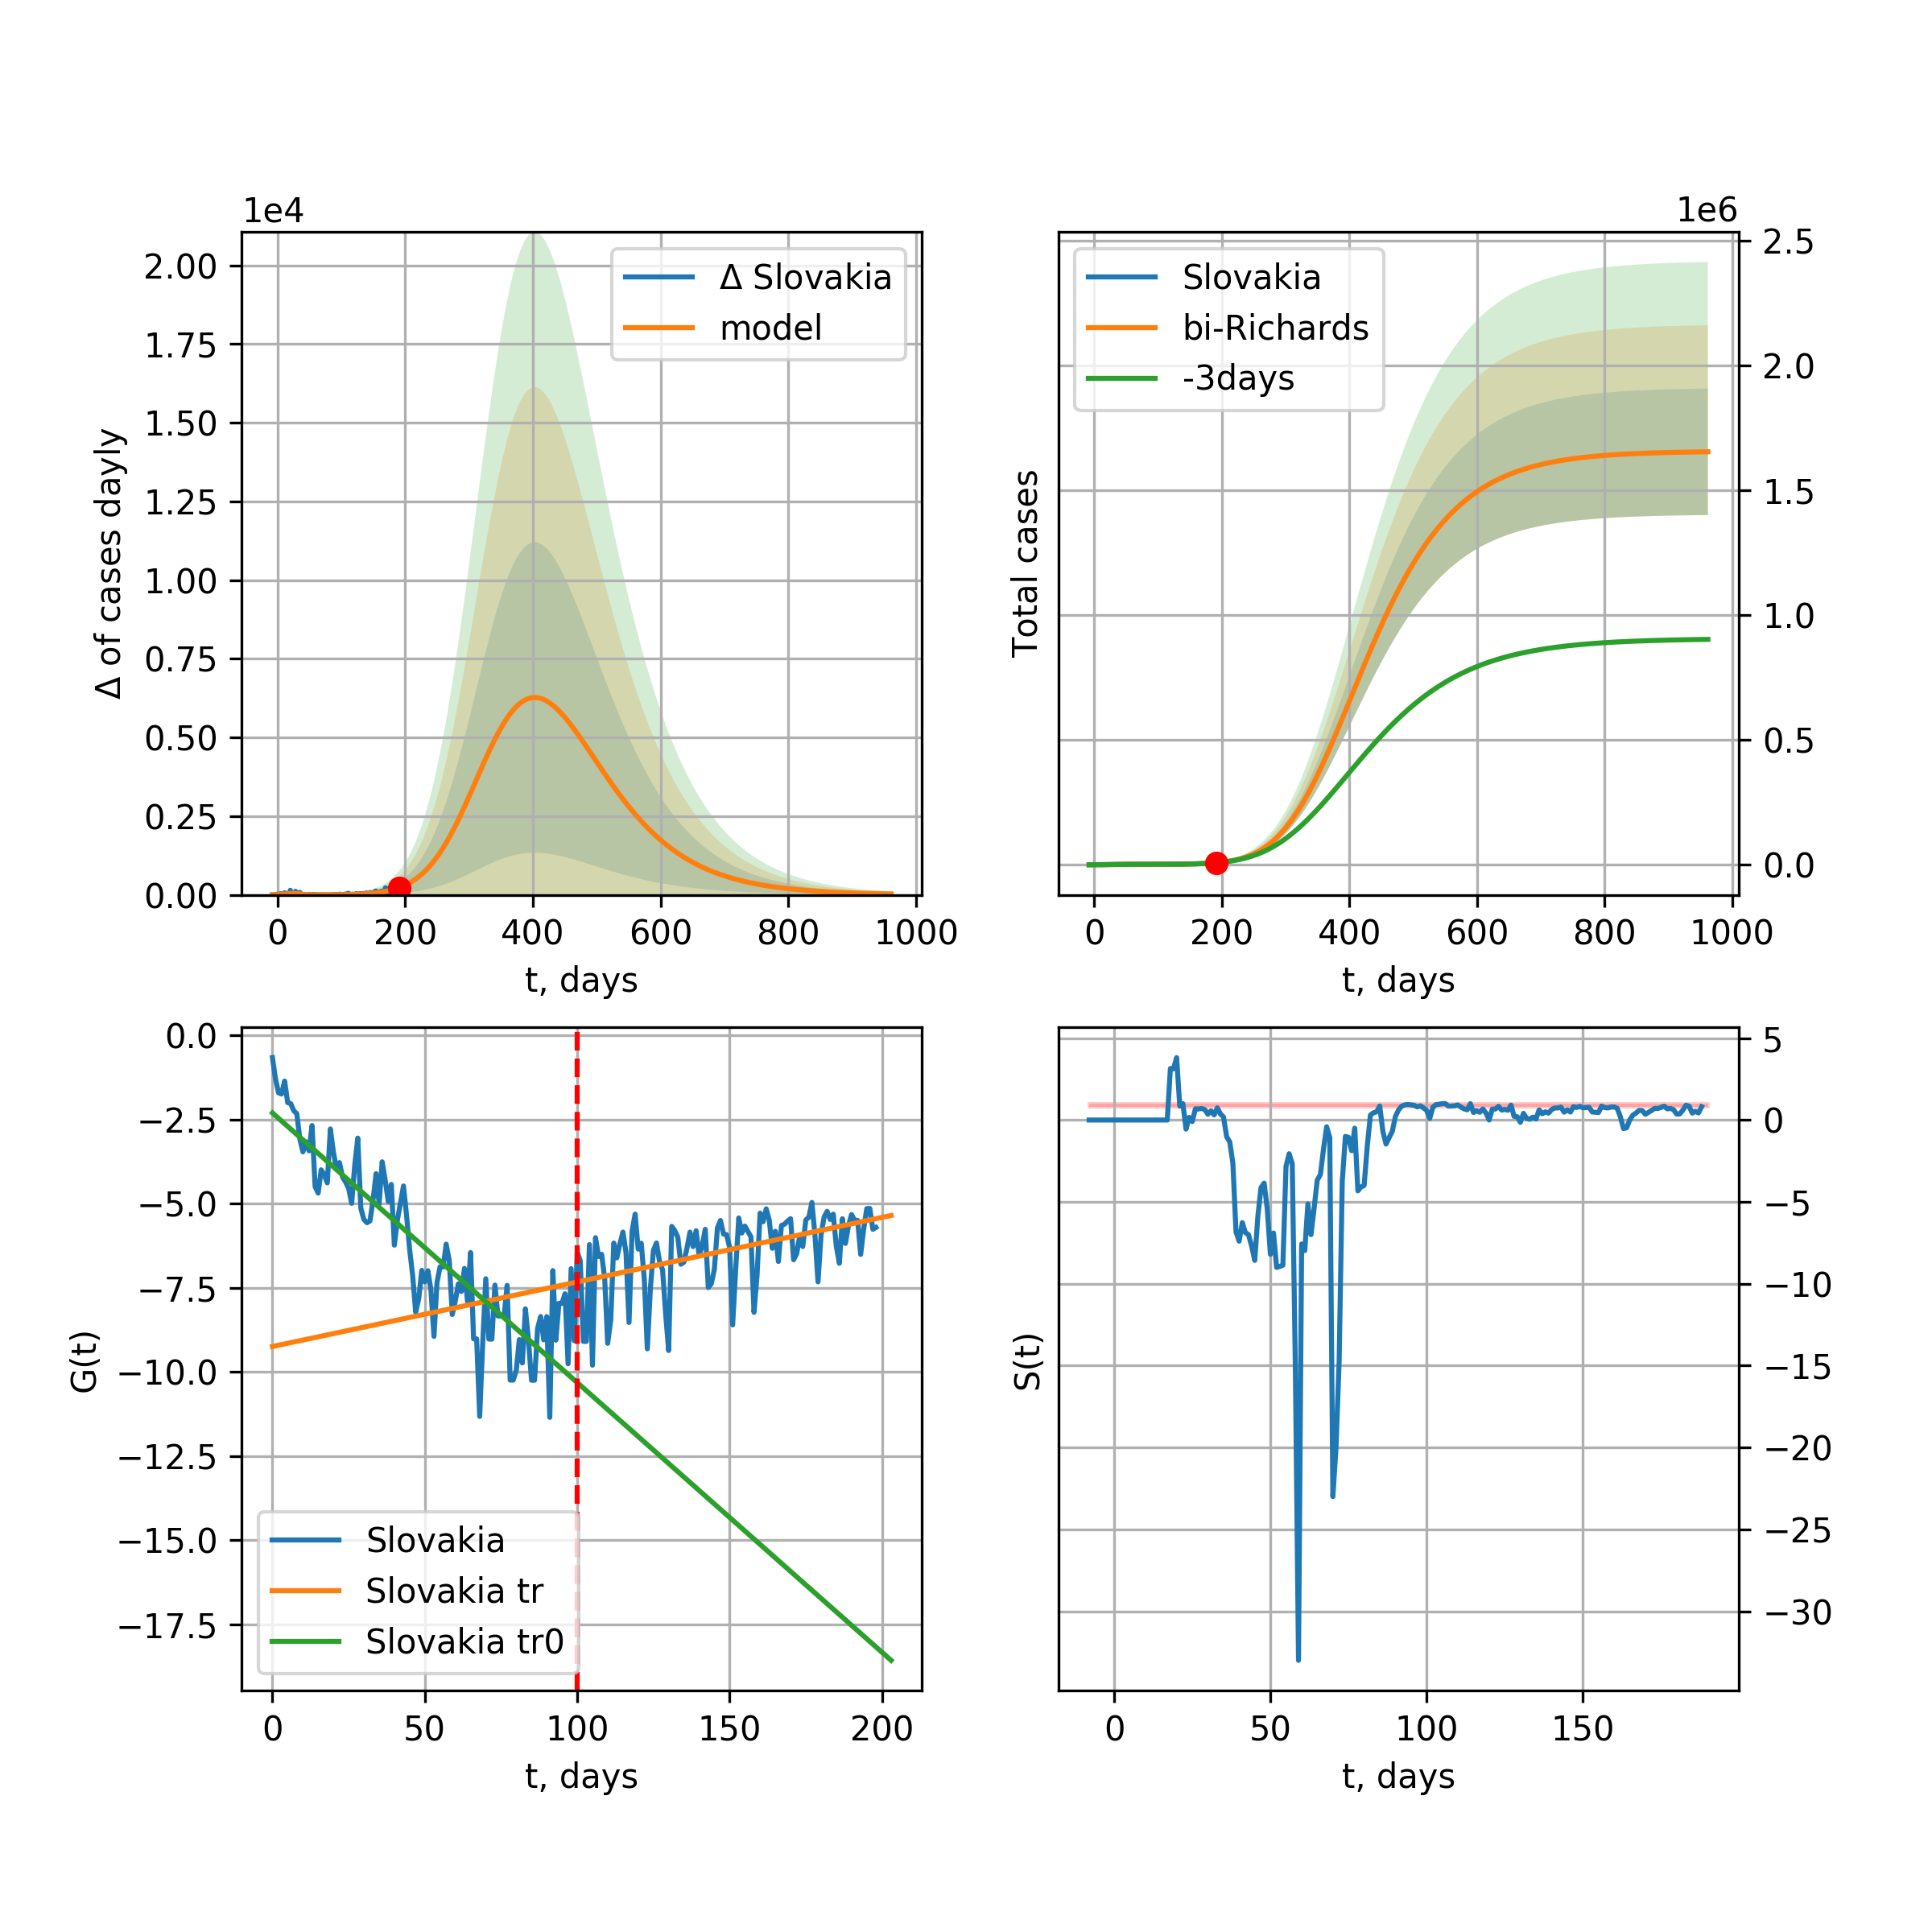 1e4
Δ of cases dayly
2.00
1.75
1.50
1.25
1.00
0.75
0.50
0.25
0.00
Δ Slovakia
model
0 200 400 600 800 1000
t, days
1e6
Total cases
Slovakia
bi-Richards
-3days
2.5
2.0
1.5
1.0
0.5
0.0
0 200 400 600 800 1000
t, days
G(t)
0.0
−2.5
−5.0
−7.5
−10.0
−12.5
−15.0
−17.5
Slovakia
Slovakia tr
Slovakia tr0
0 50 100 150 200
t, days
S(t)
5
0
−5
−10
−15
−20
−25
−30
0 50 100 150
t, days